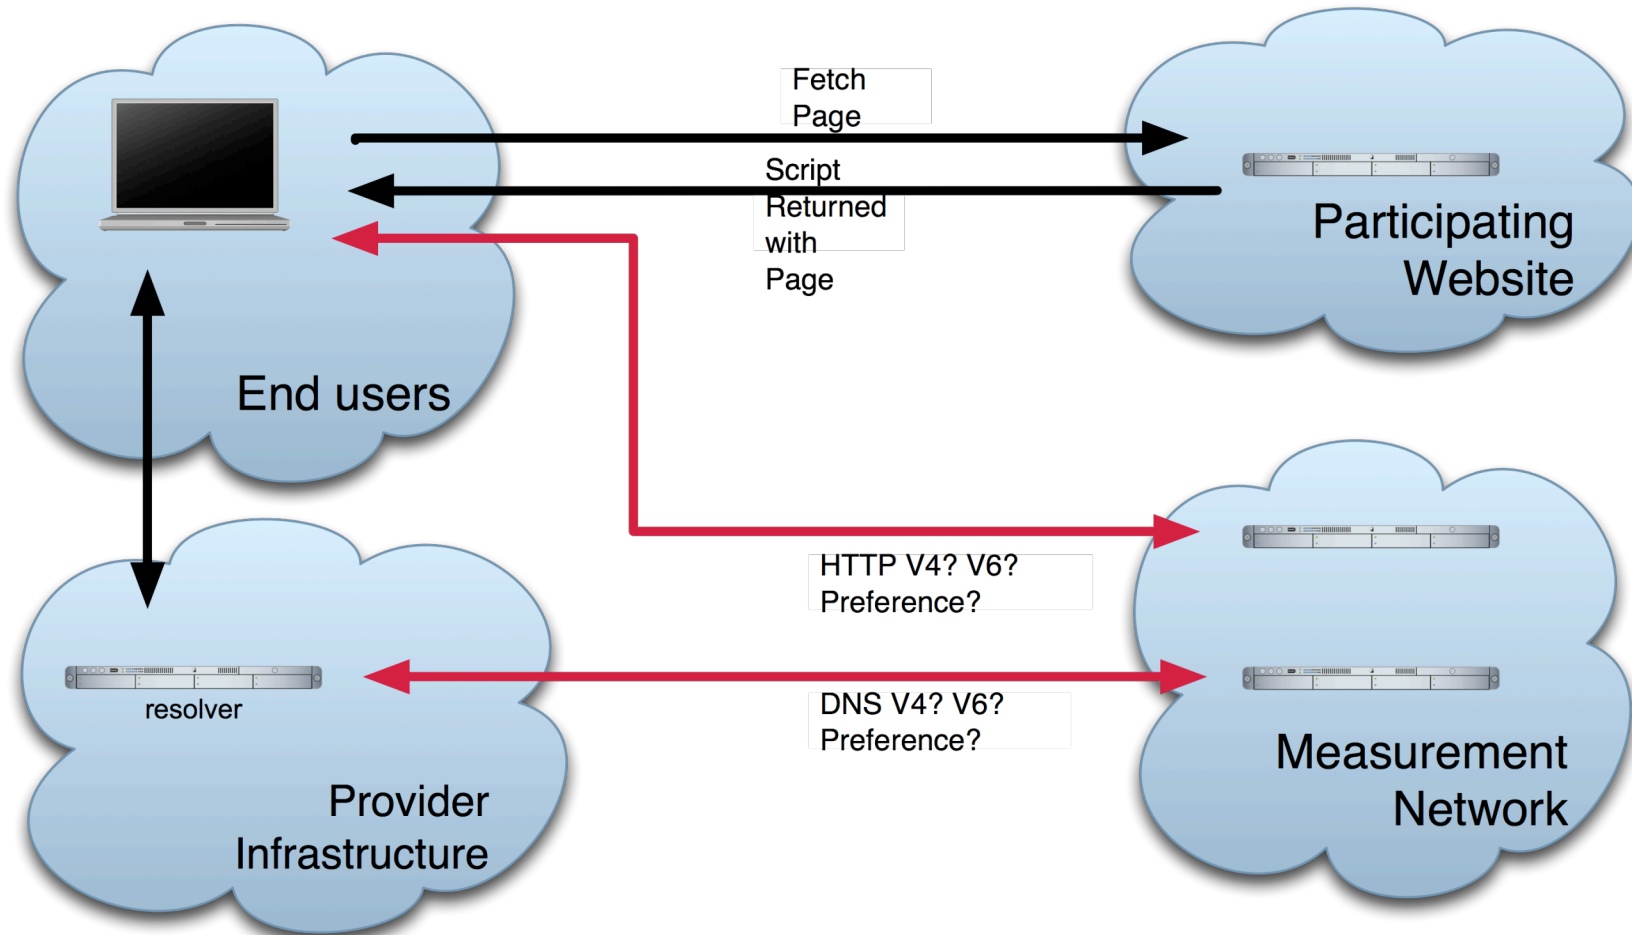 Fetch
Page
Script
Returned
with
Page
Participating
Website
End users
HTTP V4? V6?
Preference?
resolver
DNS V4? V6?
Preference?
Provider
Infrastructure
Measurement
Network